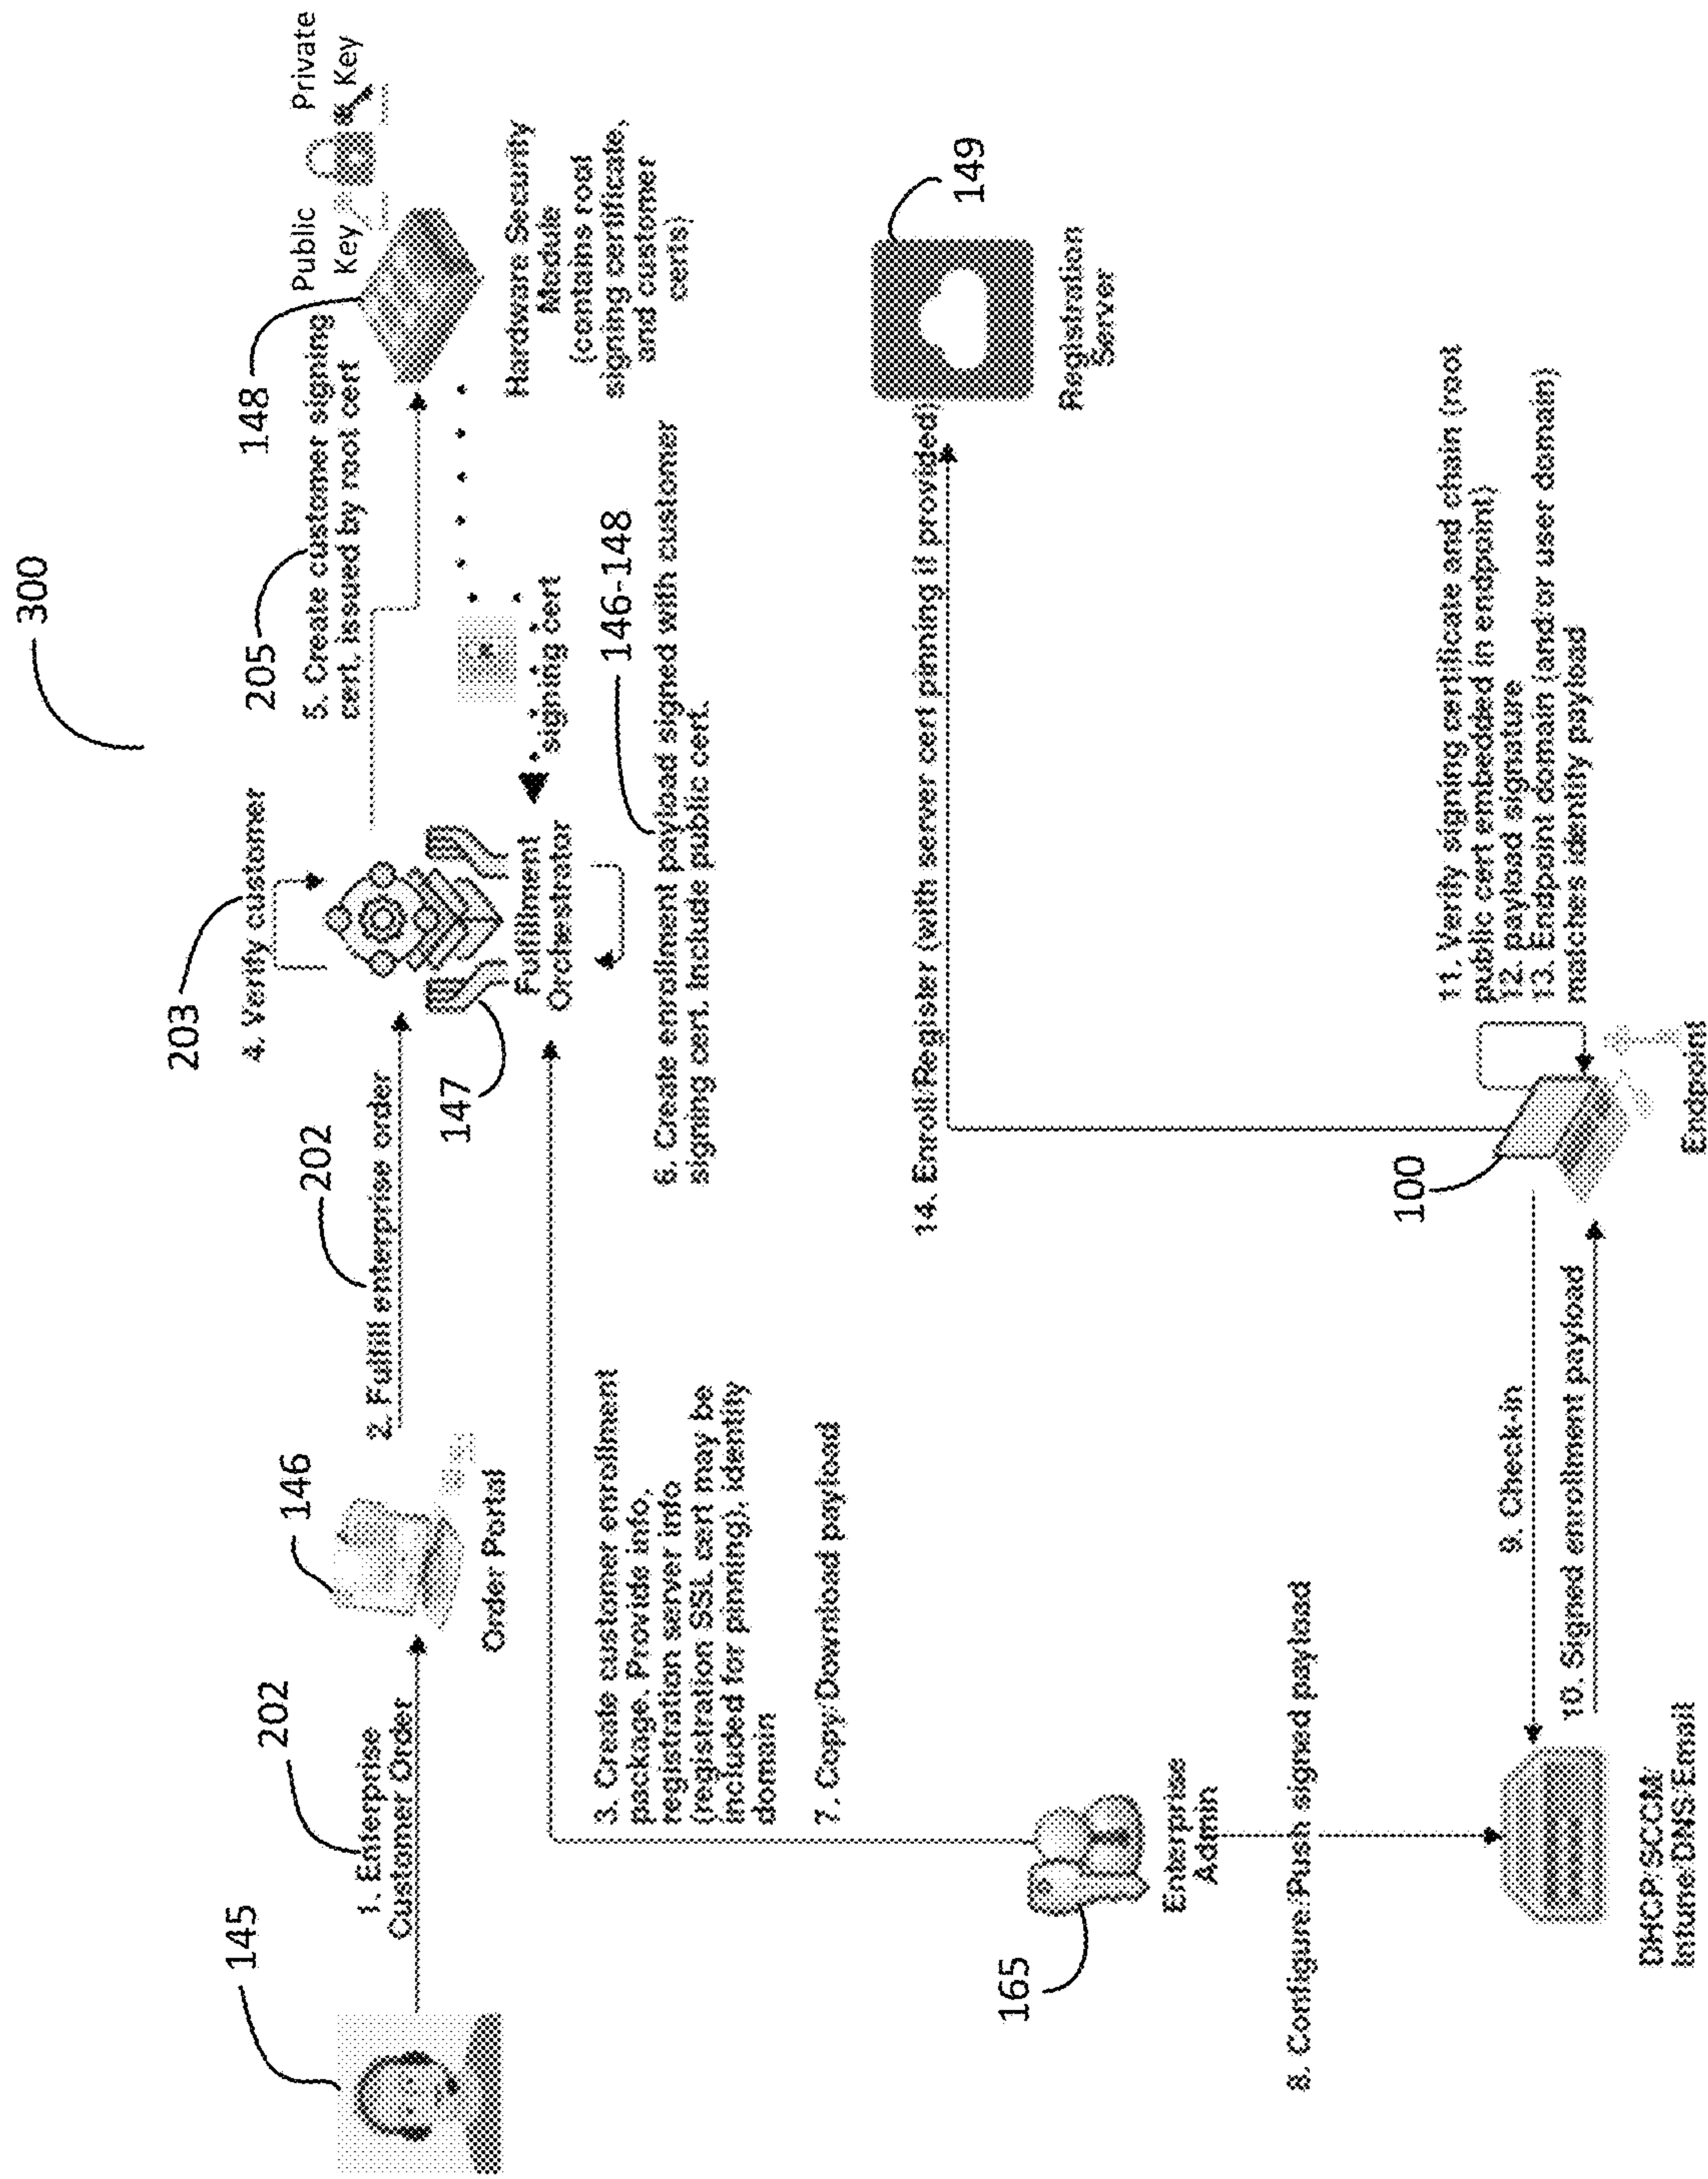 300
145
202
1. Enterprise
Customer Order
146
Order Portal
202
2. Fulfill enterprise order
203
4. Verify customer
147
Fulfillment
Orchestrator
205
5. Create customer signing
cert. issued by root cert
148
Public
Key
Private
Key
Hardware Security
Module
(contains root
signing certificate,
and customer
certs)
signing cert
146-148
6. Create enrollment payload signed with customer
signing cert. Include public cert.
3. Create customer enrollment
package. Provide info,
registration server info
(registration SSL cert may be
included for pinning), identity
domain
7. Copy/Download payload
165
Enterprise
Admin
8. Configure/Push signed payload
DHCP/SCCM/
Intune/DNS/Email
9. Check-in
10. Signed enrollment payload
100
Endpoint
11. Verify signing certificate and chain (root
public cert embeded in endpoint)
12. payload signature
13. Endpoint domain (and/or user domain)
matches identity payload
14. Enroll/Register (with server cert pinning if provided)
149
Registration
Server